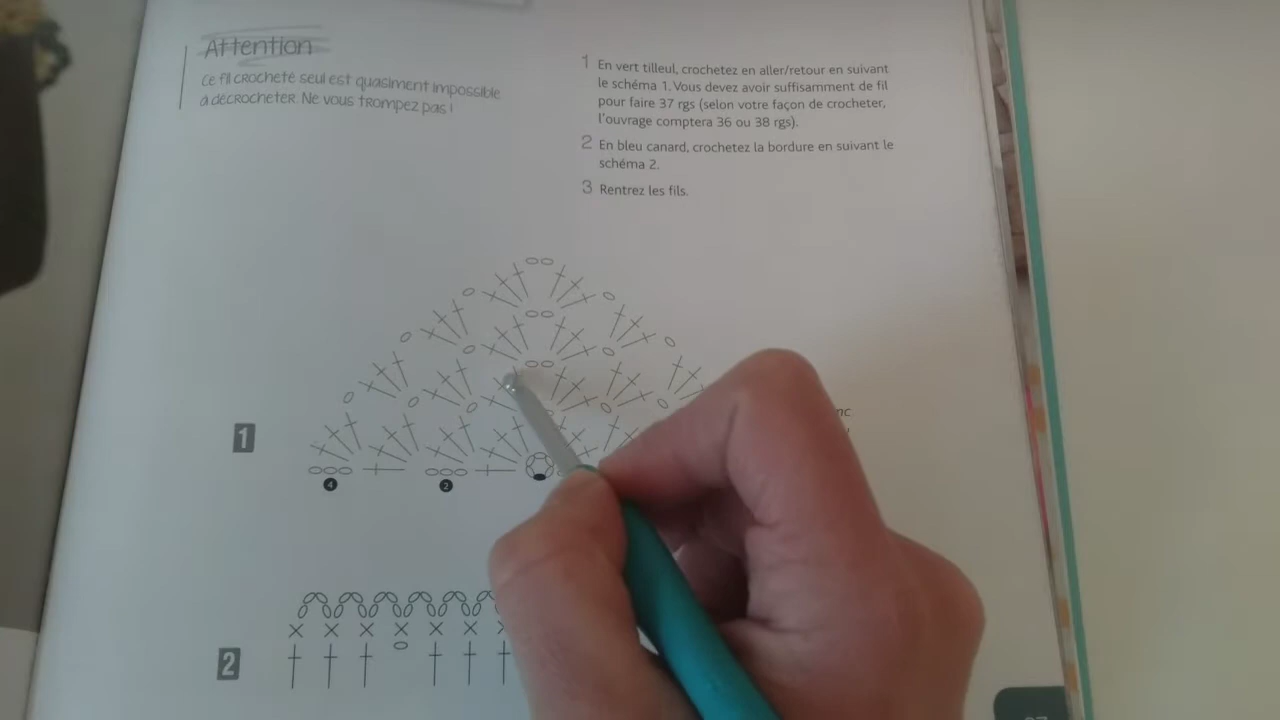 Attention
Ce fil crocheté seul est quasiment impossible
à décrocheter. Ne vous trompez pas !
1 En vert tilleul, crochetez en aller/retour en suivant
le schéma 1. Vous devez avoir suffisamment de fil
pour faire 37 rgs (selon votre façon de crocheter,
l'ouvrage comptera 36 ou 38 rgs).
2 En bleu canard, crochetez la bordure en suivant le
schéma 2.
3 Rentrez les fils.
1
4
2
2